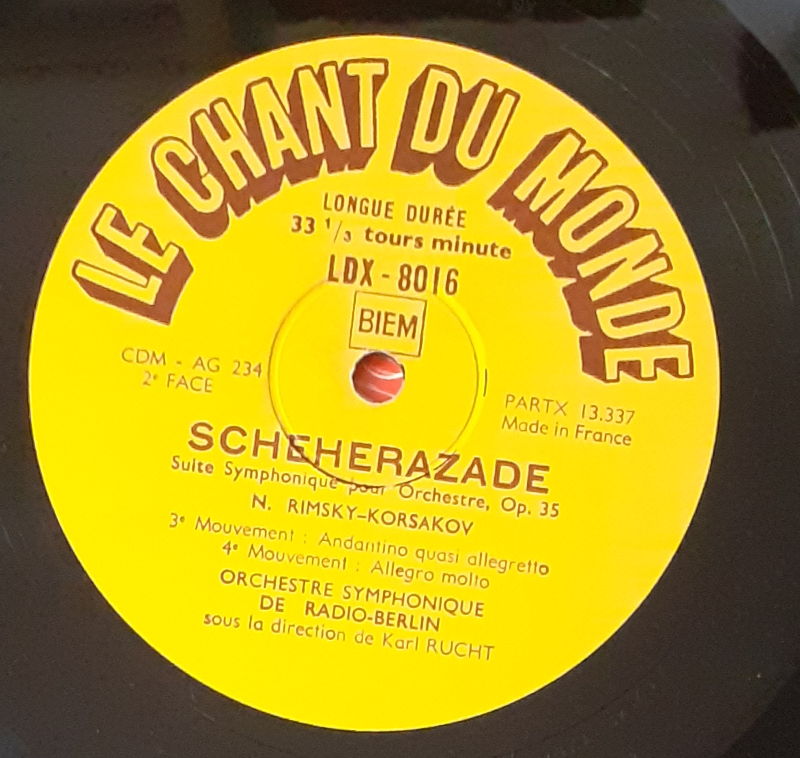 LE CHANT DU MONDE
LONGUE DURÉE
33 1/3 tours minute
LDX - 8016
BIEM
CDM - AG 234
2e FACE
PARTX 13.337
Made in France
SCHEHERAZADE
Suite Symphonique pour Orchestre, Op. 35
N. RIMSKY-KORSAKOV
3e Mouvement : Andantino quasi allegretto
4e Mouvement : Allegro molto
ORCHESTRE SYMPHONIQUE
DE RADIO-BERLIN
sous la direction de Karl RUCHT